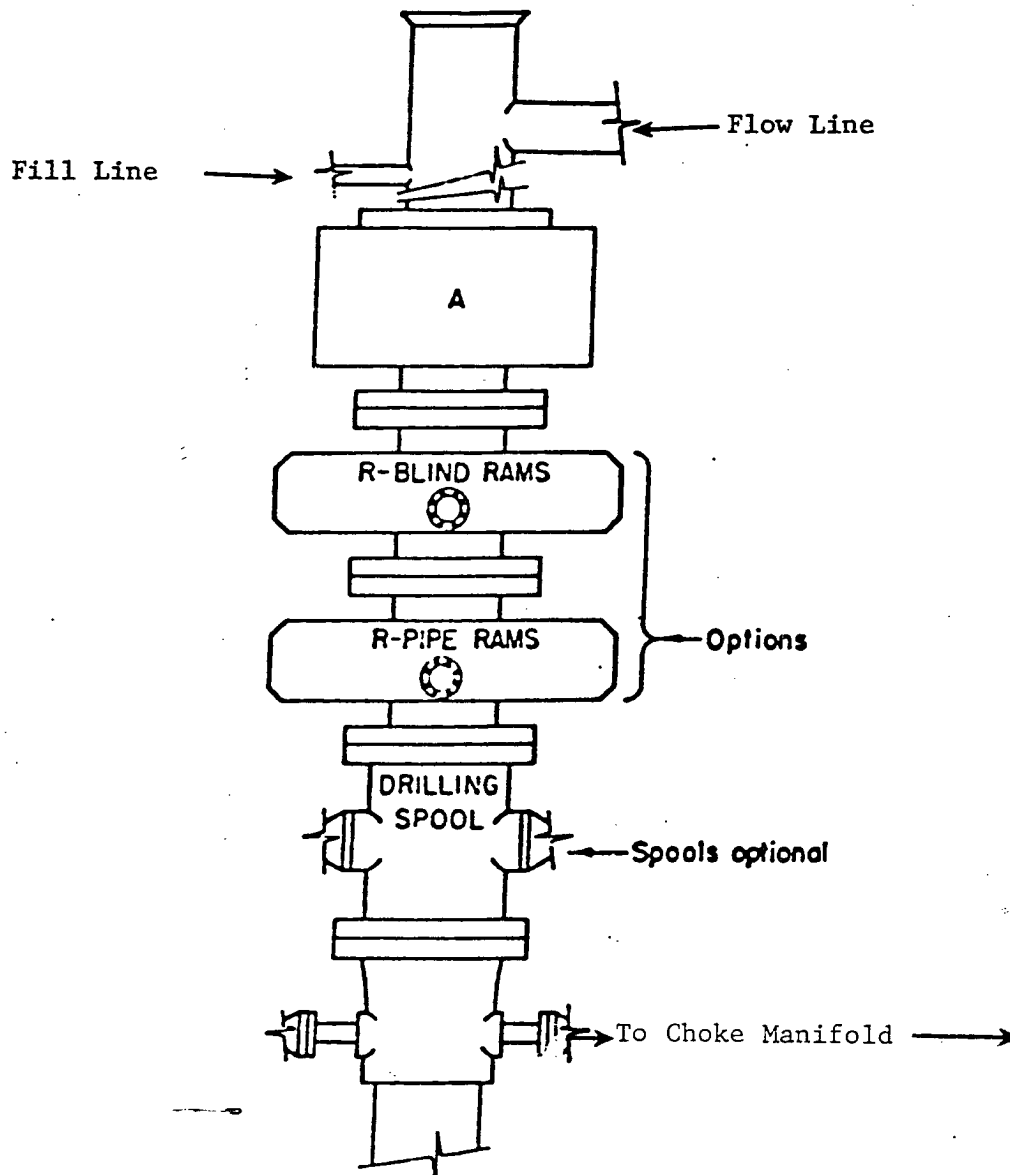 Flow Line
Fill Line
A
R-BLIND RAMS
R-PIPE RAMS
Options
DRILLING
SPOOL
Spools optional
To Choke Manifold